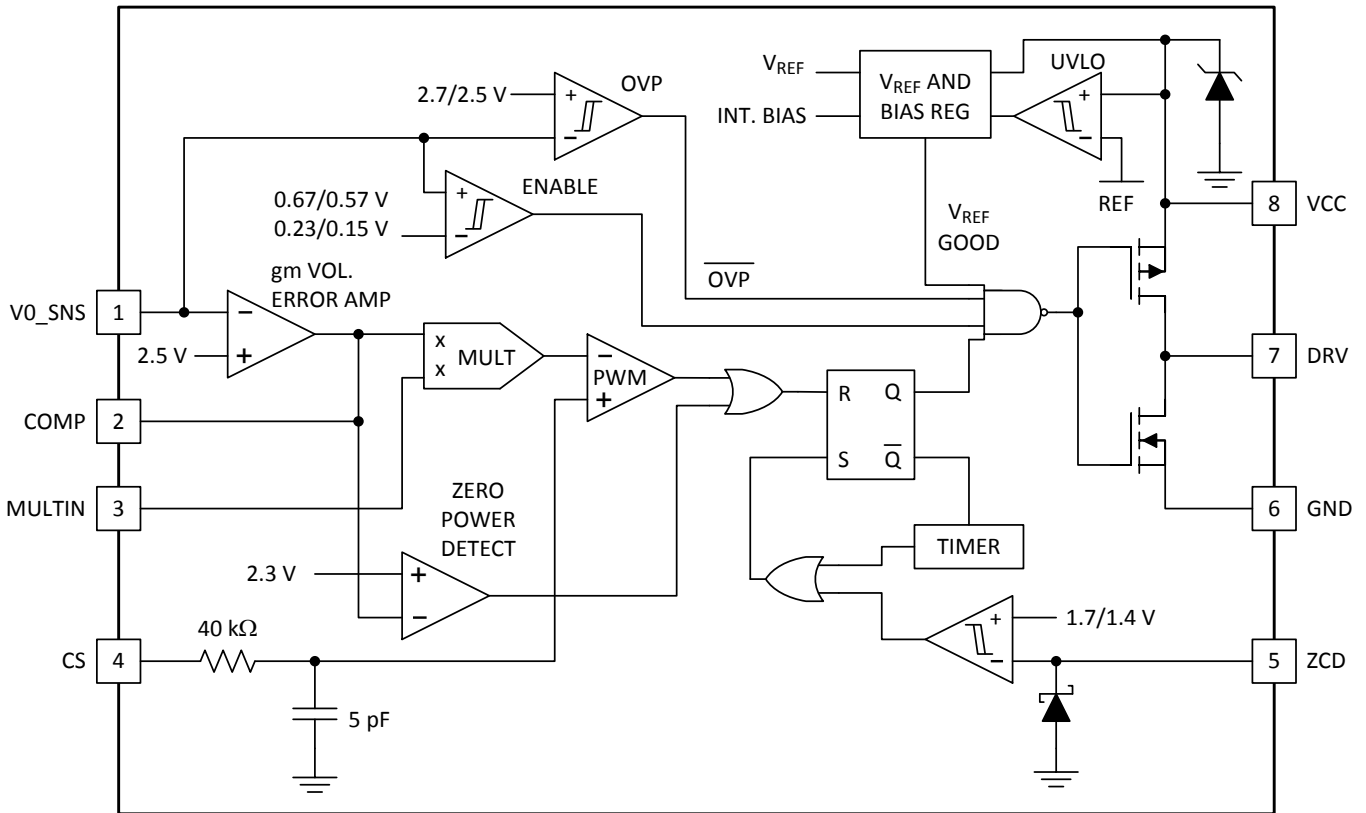 VREF
VREF AND
BIAS REG
UVLO
+
−
INT. BIAS
REF
2.7/2.5 V
OVP
+
−
ENABLE
0.67/0.57 V
0.23/0.15 V
+
−
VREF
GOOD
OVP
8 VCC
gm VOL.
ERROR AMP
V0_SNS 1
−
+
2.5 V
x
x
MULT
−
PWM
+
R Q
S Q
7 DRV
COMP 2
MULTIN 3
6 GND
ZERO
POWER
DETECT
2.3 V
+
−
TIMER
+
−
1.7/1.4 V
40 kΩ
CS 4
5 ZCD
5 pF